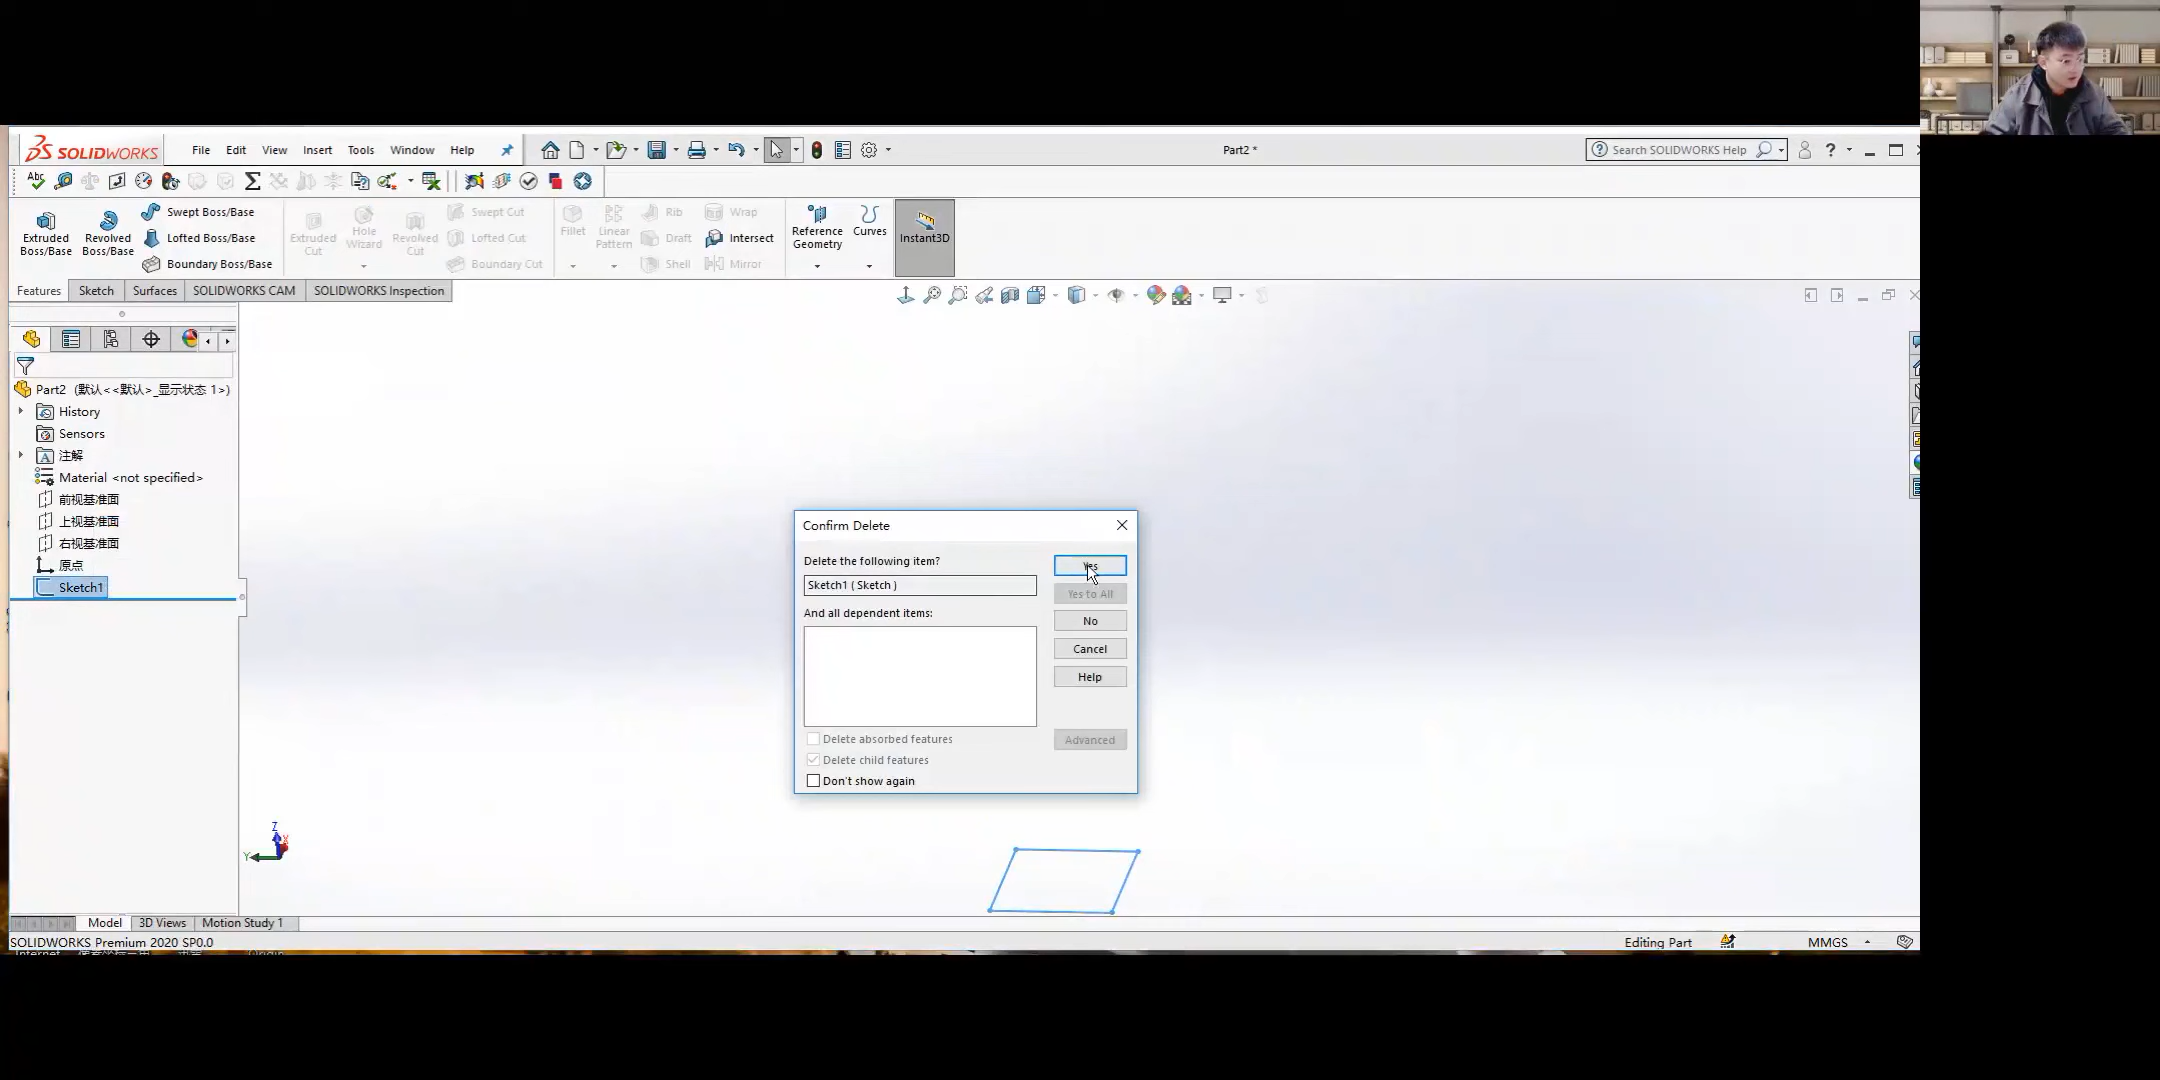 SOLIDWORKS File Edit View Insert Tools Window Help Part2 * Search SOLIDWORKS Help ?
Abc
Extruded Boss/Base
Revolved Boss/Base
Swept Boss/Base
Lofted Boss/Base
Boundary Boss/Base
Extruded Cut
Hole Wizard
Revolved Cut
Swept Cut
Lofted Cut
Boundary Cut
Fillet
Linear Pattern
Rib
Draft
Shell
Wrap
Intersect
Mirror
Reference Geometry
Curves
Instant3D
Features Sketch Surfaces SOLIDWORKS CAM SOLIDWORKS Inspection
Part2 (默认<<默认>_显示状态 1>)
History
Sensors
注解
Material <not specified>
前视基准面
上视基准面
右视基准面
原点
Sketch1
Confirm Delete
Delete the following item?
Sketch1 ( Sketch )
And all dependent items:
Yes
Yes to All
No
Cancel
Help
Advanced
Delete absorbed features
Delete child features
Don't show again
Z
X
Y
Model 3D Views Motion Study 1
SOLIDWORKS Premium 2020 SP0.0 Editing Part MMGS